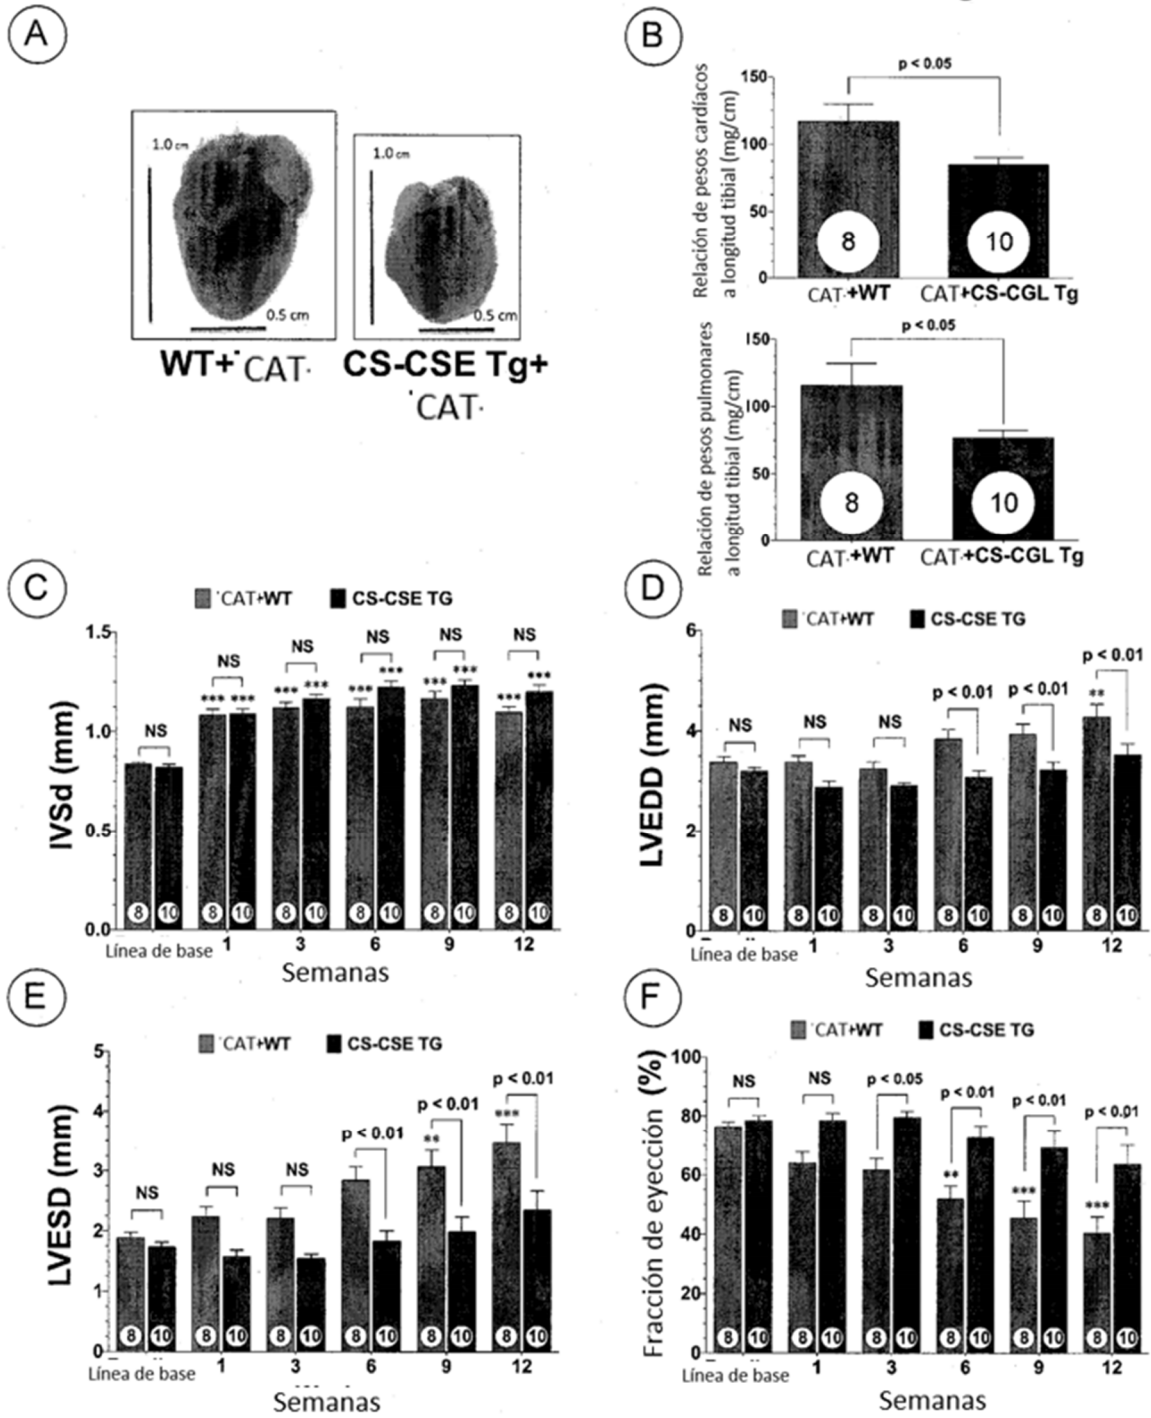 A
1.0 cm
0.5 cm
WT+ CAT
1.0 cm
0.5 cm
CS-CSE Tg+
CAT
B
Relación de pesos cardíacos
a longitud tibial (mg/cm)
150
100
50
0
p < 0.05
8
10
CAT+WT
CAT+CS-CGL Tg
Relación de pesos pulmonares
a longitud tibial (mg/cm)
150
100
50
0
p < 0.05
8
10
CAT+WT
CAT+CS-CGL Tg
C
CAT+WT
CS-CSE TG
IVSd (mm)
1.5
1.0
0.5
0.0
NS
NS
NS
NS
NS
NS
*** *** *** *** *** *** *** *** *** ***
8 10 8 10 8 10 8 10 8 10 8 10
Línea de base 1 3 6 9 12
Semanas
D
CAT+WT
CS-CSE TG
LVEDD (mm)
6
4
2
0
NS
NS
NS
p < 0.01
p < 0.01
p < 0.01
**
8 10 8 10 8 10 8 10 8 10 8 10
Línea de base 1 3 6 9 12
Semanas
E
CAT+WT
CS-CSE TG
LVESD (mm)
5
4
3
2
1
0
NS
NS
NS
p < 0.01
p < 0.01
p < 0.01
**
***
8 10 8 10 8 10 8 10 8 10 8 10
Línea de base 1 3 6 9 12
Semanas
F
CAT+WT
CS-CSE TG
Fracción de eyección (%)
100
80
60
40
20
0
NS
NS
p < 0.05
p < 0.01
p < 0.01
p < 0.01
**
***
***
8 10 8 10 8 10 8 10 8 10 8 10
Línea de base 1 3 6 9 12
Semanas